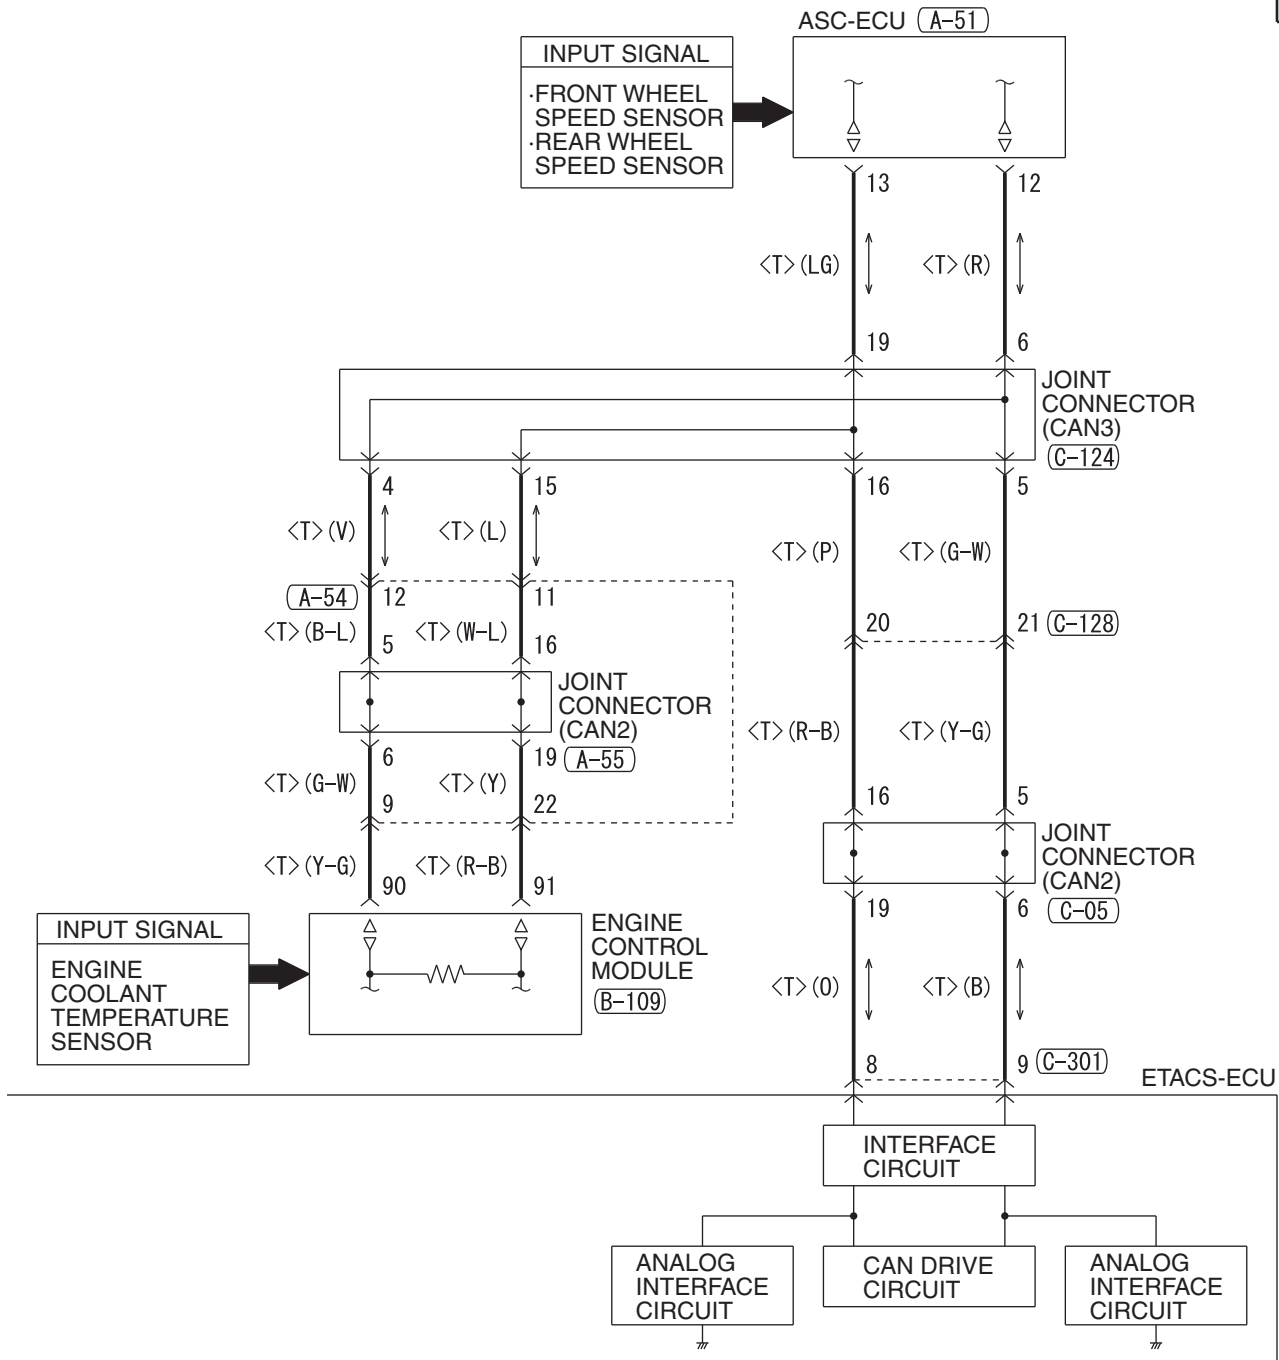 ASC-ECU A-51
INPUT SIGNAL
·FRONT WHEEL
SPEED SENSOR
·REAR WHEEL
SPEED SENSOR
13
12
<T>(LG)
<T>(R)
19
6
JOINT
CONNECTOR
(CAN3)
C-124
4
15
16
5
<T>(V)
<T>(L)
<T>(P)
<T>(G-W)
A-54
12
11
20
21 C-128
<T>(B-L)
<T>(W-L)
5
16
JOINT
CONNECTOR
(CAN2)
A-55
6
19
<T>(R-B)
<T>(Y-G)
<T>(G-W)
<T>(Y)
9
22
16
5
JOINT
CONNECTOR
(CAN2)
C-05
<T>(Y-G)
<T>(R-B)
90
91
19
6
INPUT SIGNAL
ENGINE
COOLANT
TEMPERATURE
SENSOR
ENGINE
CONTROL
MODULE
B-109
<T>(O)
<T>(B)
8
9 C-301
ETACS-ECU
INTERFACE
CIRCUIT
ANALOG
INTERFACE
CIRCUIT
CAN DRIVE
CIRCUIT
ANALOG
INTERFACE
CIRCUIT